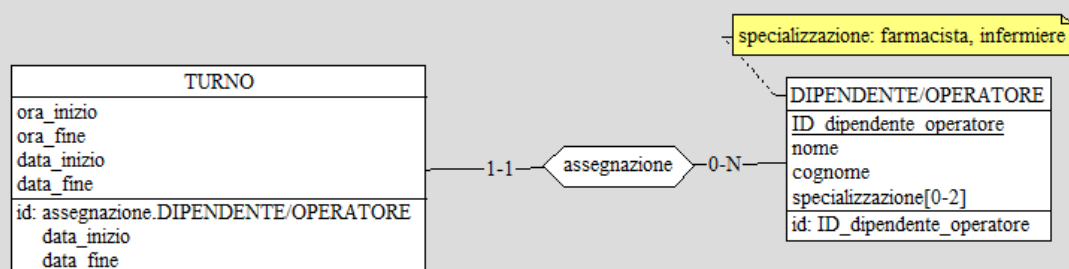 specializzazione: farmacista, infermiere
TURNO
ora_inizio
ora_fine
data_inizio
data_fine
id: assegnazione.DIPENDENTE/OPERATORE
data_inizio
data_fine
1-1
assegnazione
0-N
DIPENDENTE/OPERATORE
ID_dipendente_operatore
nome
cognome
specializzazione[0-2]
id: ID_dipendente_operatore